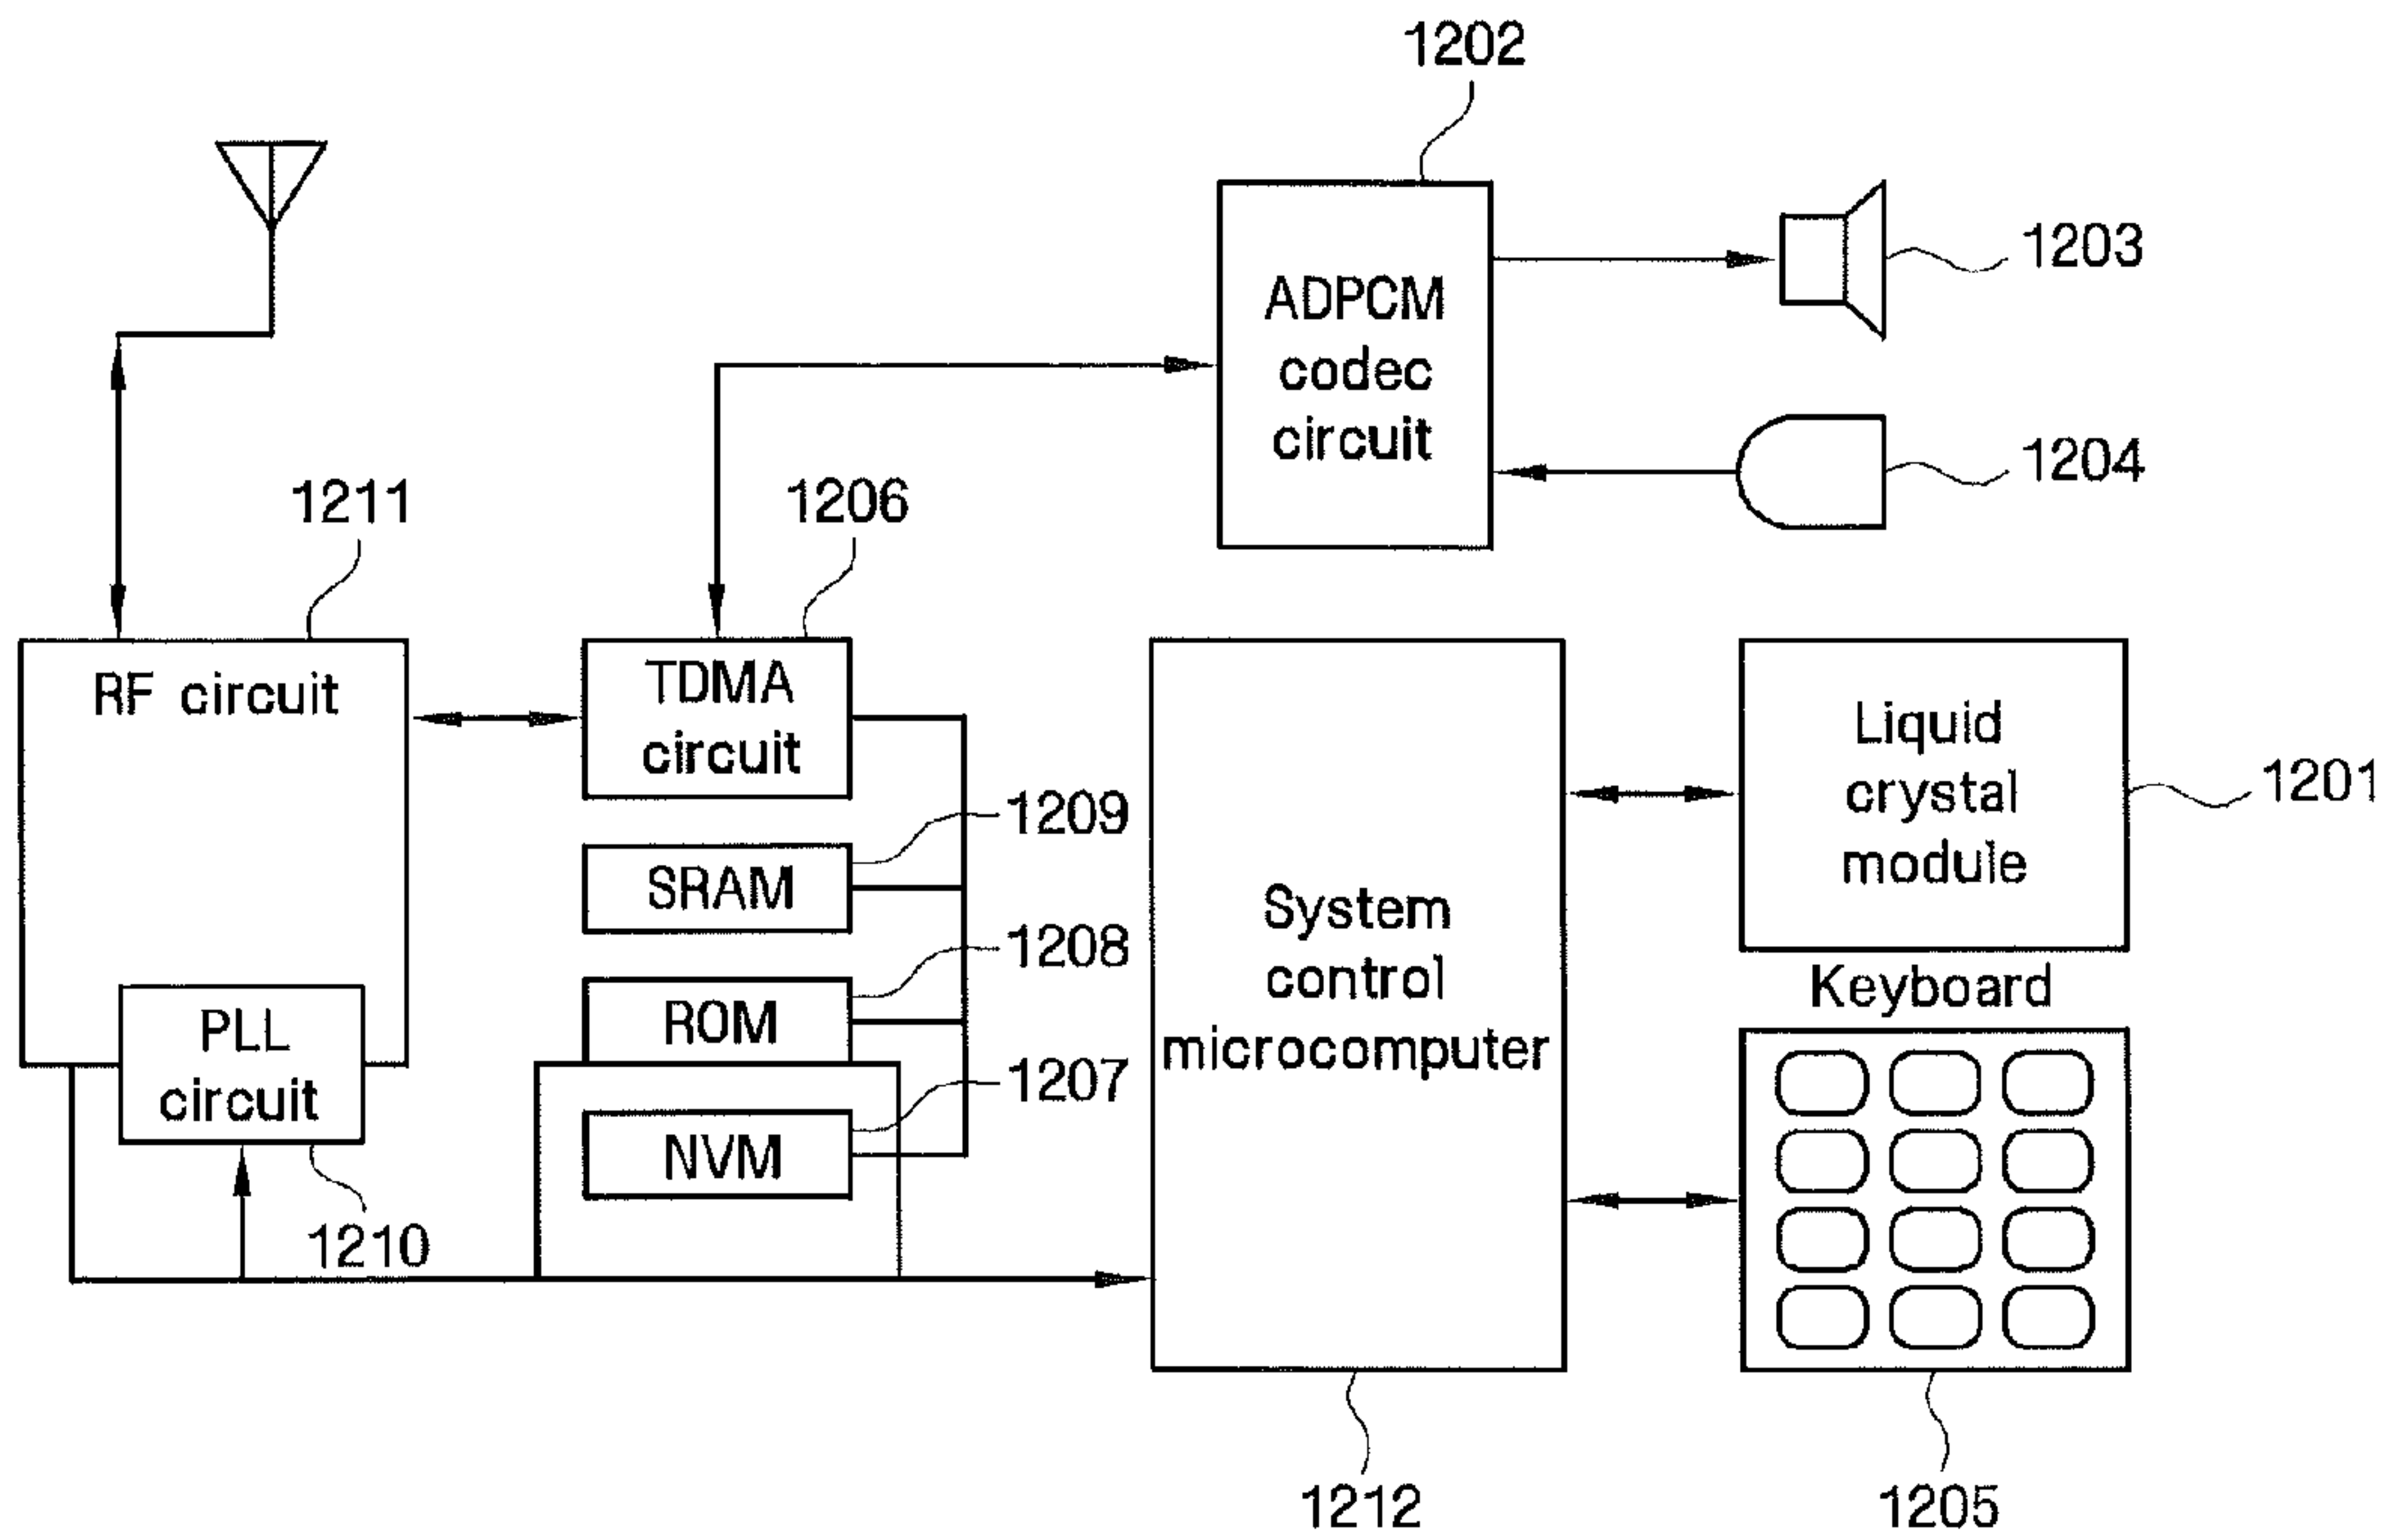 1202
1203
ADPCM
codec
circuit
1204
1211
1206
RF circuit
TDMA
circuit
1209
SRAM
1208
ROM
1207
NVM
PLL
circuit
1210
System
control
microcomputer
1212
Liquid
crystal
module
1201
Keyboard
1205